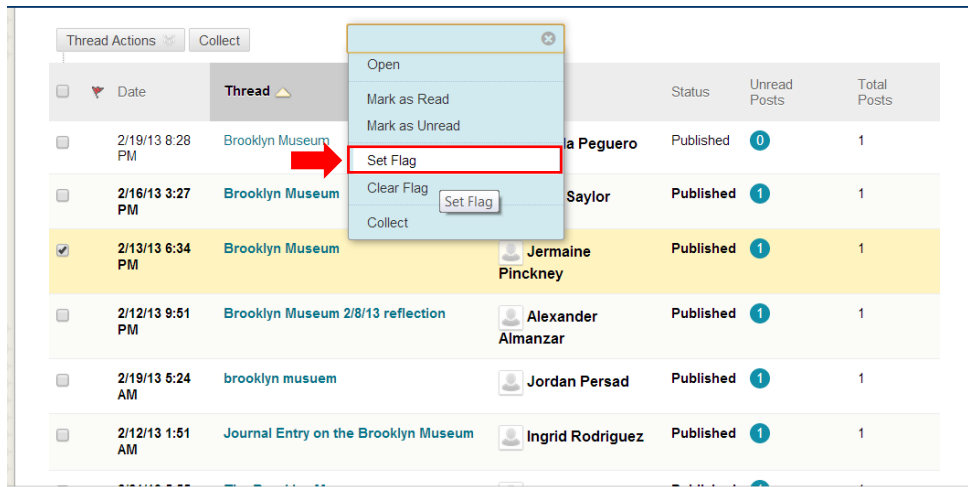 Thread Actions
Collect
Open
Mark as Read
Mark as Unread
Set Flag
Clear Flag
Set Flag
Collect
Date
Thread
Status
Unread
Posts
Total
Posts
2/19/13 8:28
PM
Brooklyn Museum
Peguero
Published
0
1
2/16/13 3:27
PM
Brooklyn Museum
Saylor
Published
1
1
2/13/13 6:34
PM
Brooklyn Museum
Jermaine
Pinckney
Published
1
1
2/12/13 9:51
PM
Brooklyn Museum 2/8/13 reflection
Alexander
Almanzar
Published
1
1
2/19/13 5:24
AM
brooklyn musuem
Jordan Persad
Published
1
1
2/12/13 1:51
AM
Journal Entry on the Brooklyn Museum
Ingrid Rodriguez
Published
1
1